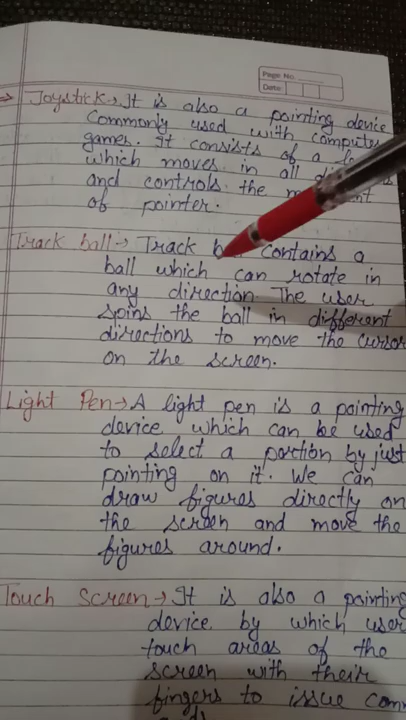 Page No.
Date
⇒ Joystick → It is also a pointing device
commonly used with computer
games. It consists of a
which moves in all
and controls the
of pointer.
Track ball → Track contains a
ball which can rotate in
any direction. The user
spins the ball in different
directions to move the cursor
on the screen.
Light Pen → A light pen is a pointing
device which can be used
to select a portion by just
pointing on it. We can
draw figures directly on
the screen and move the
figures around.
Touch Screen → It is also a pointing
device by which user
touch areas of the
screen with their
fingers to issue